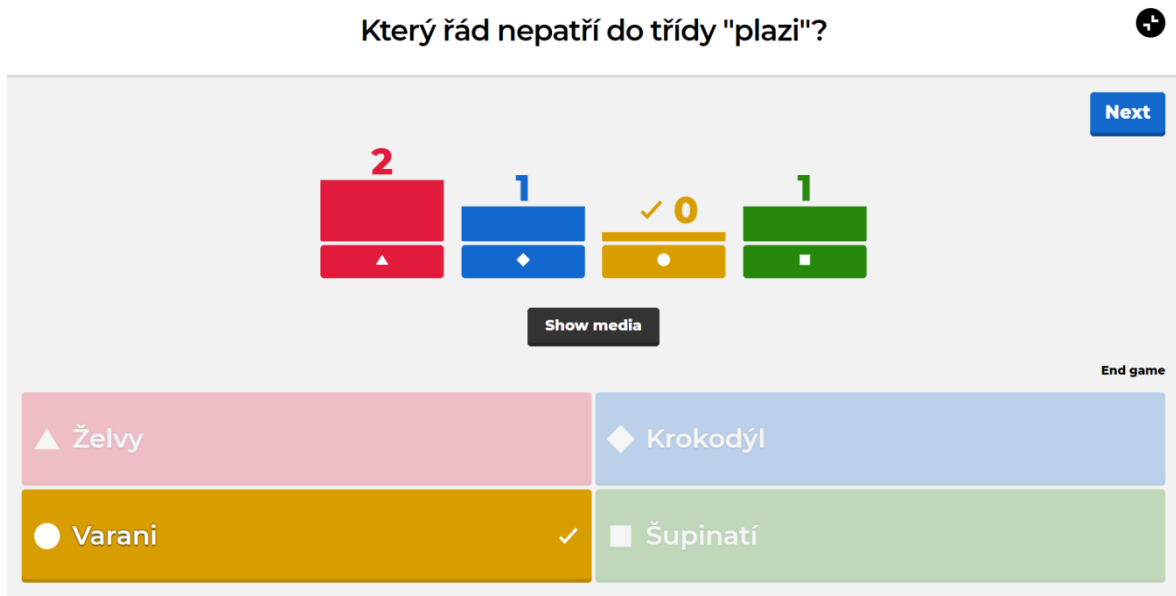 Který řád nepatří do třídy "plazi"?
Next
2
1
0
1
Show media
End game
Želvy
Krokodýl
Varani
Šupinatí